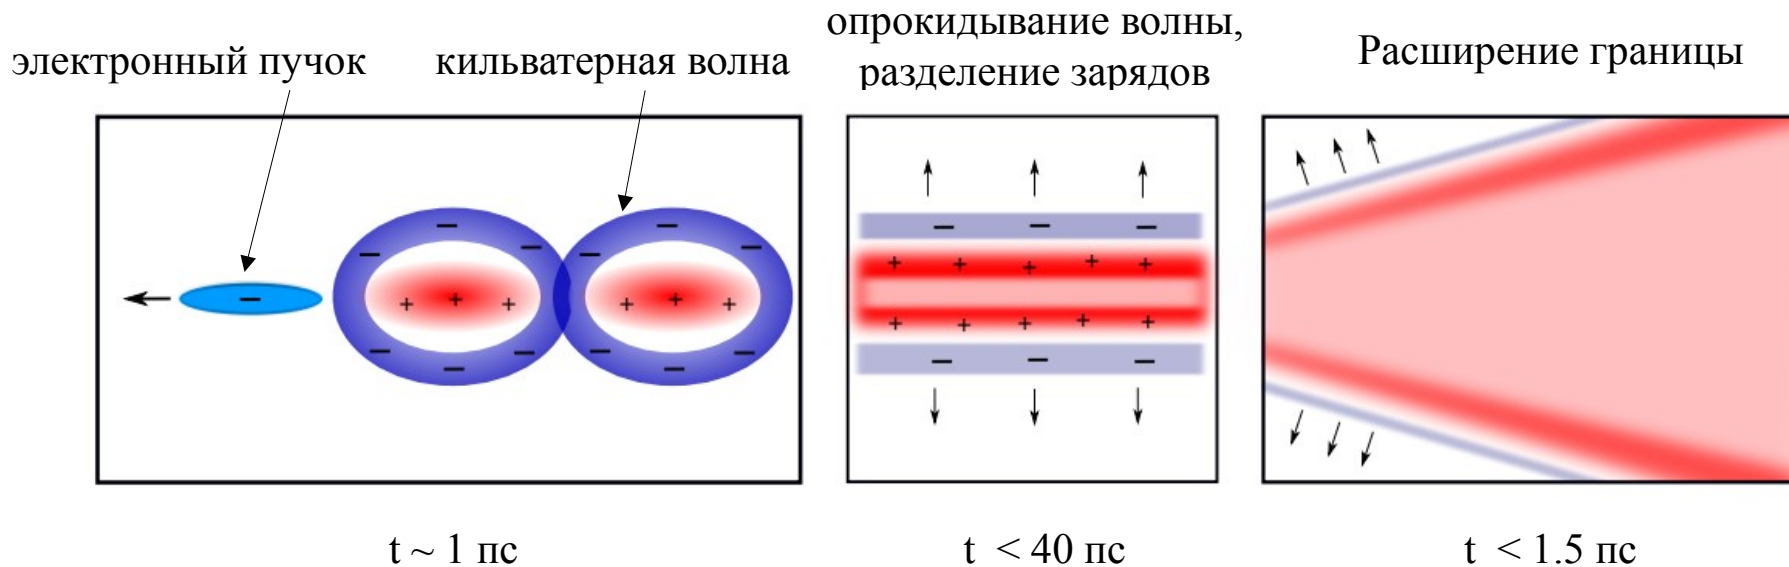 электронный пучок
кильватерная волна
опрокидывание волны,
разделение зарядов
Расширение границы
− − − − − − − − − − − − −
+ + + + + +
− − −
+ + + + +
+ + + + +
− − −
t ~ 1 пс
t < 40 пс
t < 1.5 пс